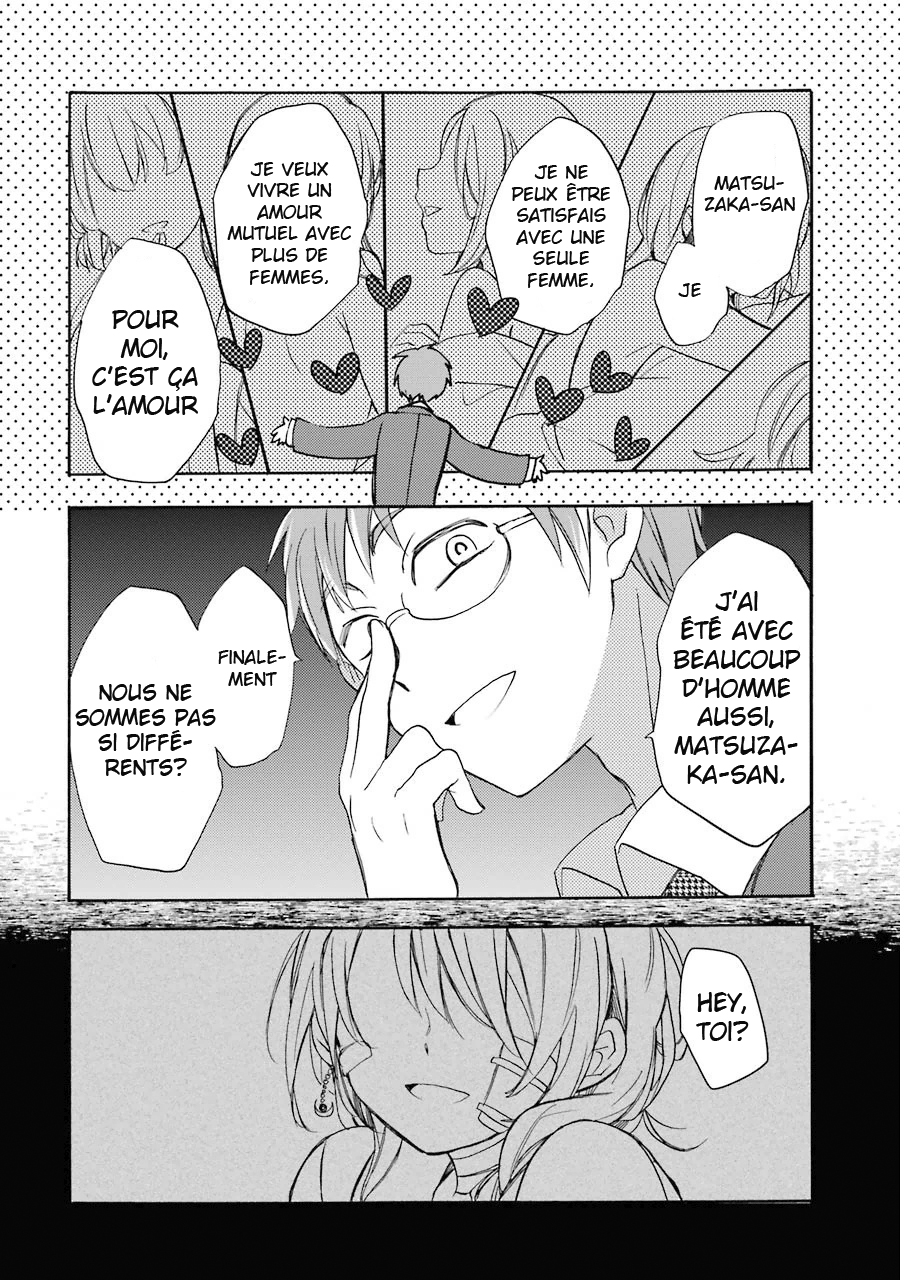 MATSU-
ZAKA-SAN
JE
JE NE
PEUX ÊTRE
SATISFAIS
AVEC UNE
SEULE
FEMME.
JE VEUX
VIVRE UN
AMOUR
MUTUEL AVEC
PLUS DE
FEMMES.
POUR
MOI,
C'EST ÇA
L'AMOUR
J'AI
ÉTÉ AVEC
BEAUCOUP
D'HOMME
AUSSI,
MATSUZA-
KA-SAN.
FINALE-
MENT
NOUS NE
SOMMES PAS
SI DIFFÉ-
RENTS?
HEY,
TOI?